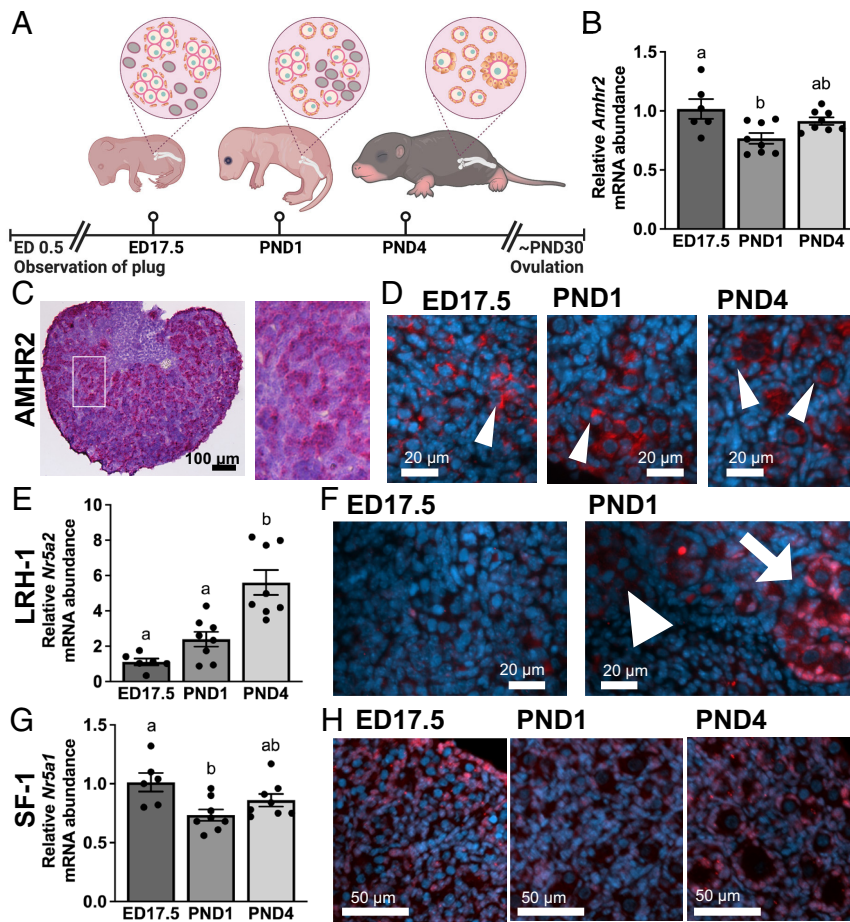 A
ED 0.5
Observation of plug
ED17.5
PND1
PND4
~PND30
Ovulation
B
Relative Amhr2
mRNA abundance
1.5
1.0
0.5
0.0
a
b
ab
ED17.5 PND1 PND4
C
AMHR2
100 µm
D
ED17.5
PND1
PND4
20 µm
20 µm
20 µm
E
LRH-1
Relative Nr5a2
mRNA abundance
10
8
6
4
2
0
a
a
b
ED17.5 PND1 PND4
F
ED17.5
PND1
20 µm
20 µm
G
SF-1
Relative Nr5a1
mRNA abundance
1.5
1.0
0.5
0.0
a
b
ab
ED17.5 PND1 PND4
H
ED17.5
PND1
PND4
50 µm
50 µm
50 µm